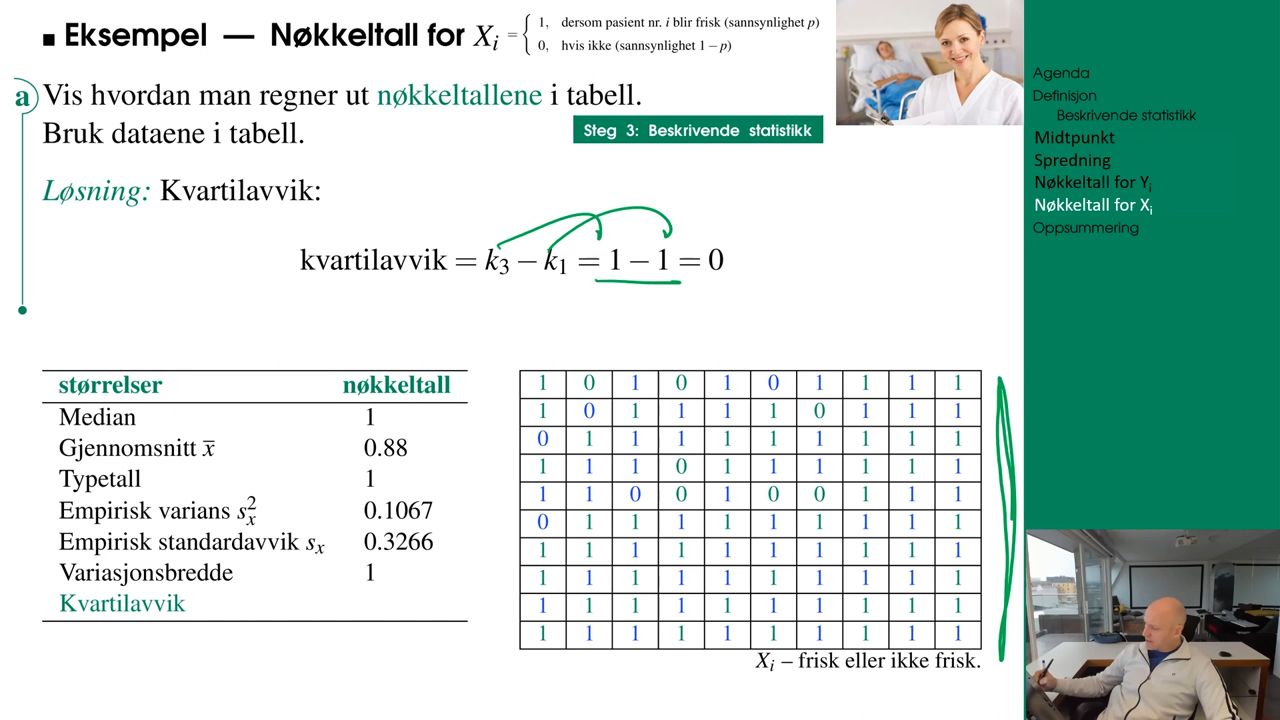 Eksempel — Nøkkeltall for Xi = { 1, dersom pasient nr. i blir frisk (sannsynlighet p)
0, hvis ikke (sannsynlighet 1−p)
a Vis hvordan man regner ut nøkkeltallene i tabell.
Bruk dataene i tabell.
Steg 3: Beskrivende statistikk
Løsning: Kvartilavvik:
kvartilavvik = k3 − k1 = 1 − 1 = 0
størrelser nøkkeltall
Median 1
Gjennomsnitt x̅ 0.88
Typetall 1
Empirisk varians s²x 0.1067
Empirisk standardavvik sx 0.3266
Variasjonsbredde 1
Kvartilavvik
1 0 1 0 1 0 1 1 1 1
1 0 1 1 1 1 0 1 1 1
0 1 1 1 1 1 1 1 1 1
1 1 1 0 1 1 1 1 1 1
1 1 0 0 1 0 0 1 1 1
0 1 1 1 1 1 1 1 1 1
1 1 1 1 1 1 1 1 1 1
1 1 1 1 1 1 1 1 1 1
1 1 1 1 1 1 1 1 1 1
1 1 1 1 1 1 1 1 1 1
Xi – frisk eller ikke frisk.
Agenda
Definisjon
Beskrivende statistikk
Midtpunkt
Spredning
Nøkkeltall for Yi
Nøkkeltall for Xi
Oppsummering